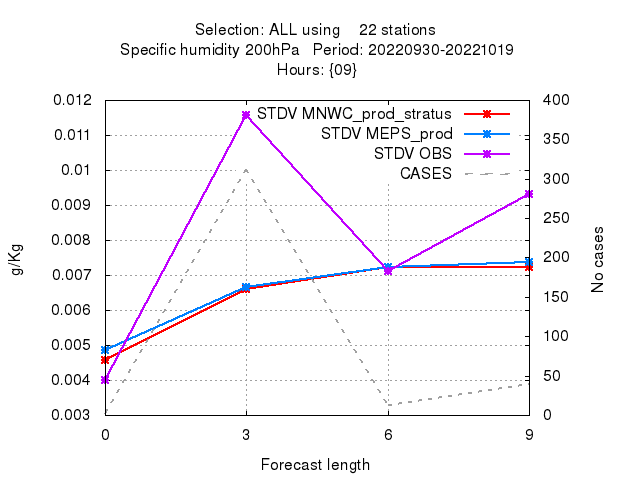 Selection: ALL using    22 stations
Specific humidity 200hPa   Period: 20220930-20221019
Hours: {09}
STDV MNWC_prod_stratus
STDV MEPS_prod
STDV OBS
CASES
g/Kg
0.012
0.011
0.01
0.009
0.008
0.007
0.006
0.005
0.004
0.003
400
350
300
250
200
150
100
50
0
No cases
0 3 6 9
Forecast length